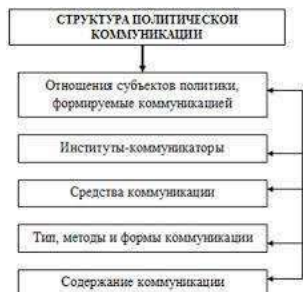 СТРУКТУРА ПОЛИТИЧЕСКОЙ
КОММУНИКАЦИИ
Отношения субъектов политики,
формируемые коммуникацией
Институты-коммуникаторы
Средства коммуникации
Тип, методы и формы коммуникации
Содержание коммуникации